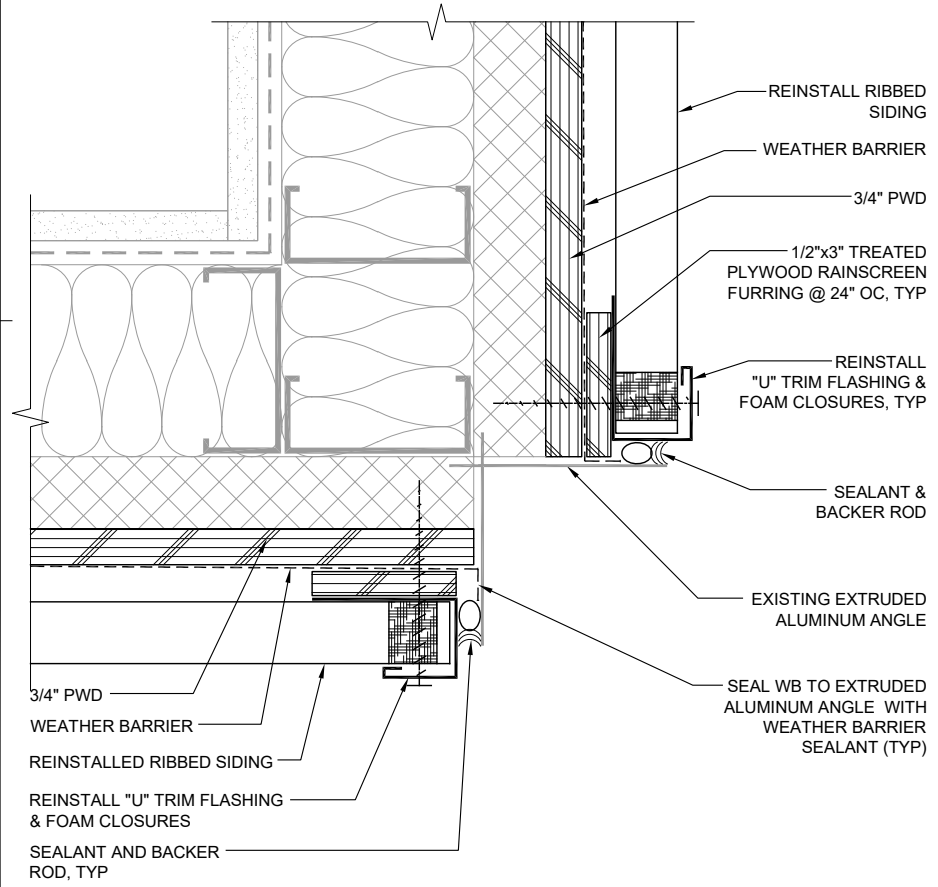 REINSTALL RIBBED
SIDING
WEATHER BARRIER
3/4" PWD
1/2"x3" TREATED
PLYWOOD RAINSCREEN
FURRING @ 24" OC, TYP
REINSTALL
"U" TRIM FLASHING &
FOAM CLOSURES, TYP
SEALANT &
BACKER ROD
EXISTING EXTRUDED
ALUMINUM ANGLE
SEAL WB TO EXTRUDED
ALUMINUM ANGLE WITH
WEATHER BARRIER
SEALANT (TYP)
3/4" PWD
WEATHER BARRIER
REINSTALLED RIBBED SIDING
REINSTALL "U" TRIM FLASHING
& FOAM CLOSURES
SEALANT AND BACKER
ROD, TYP